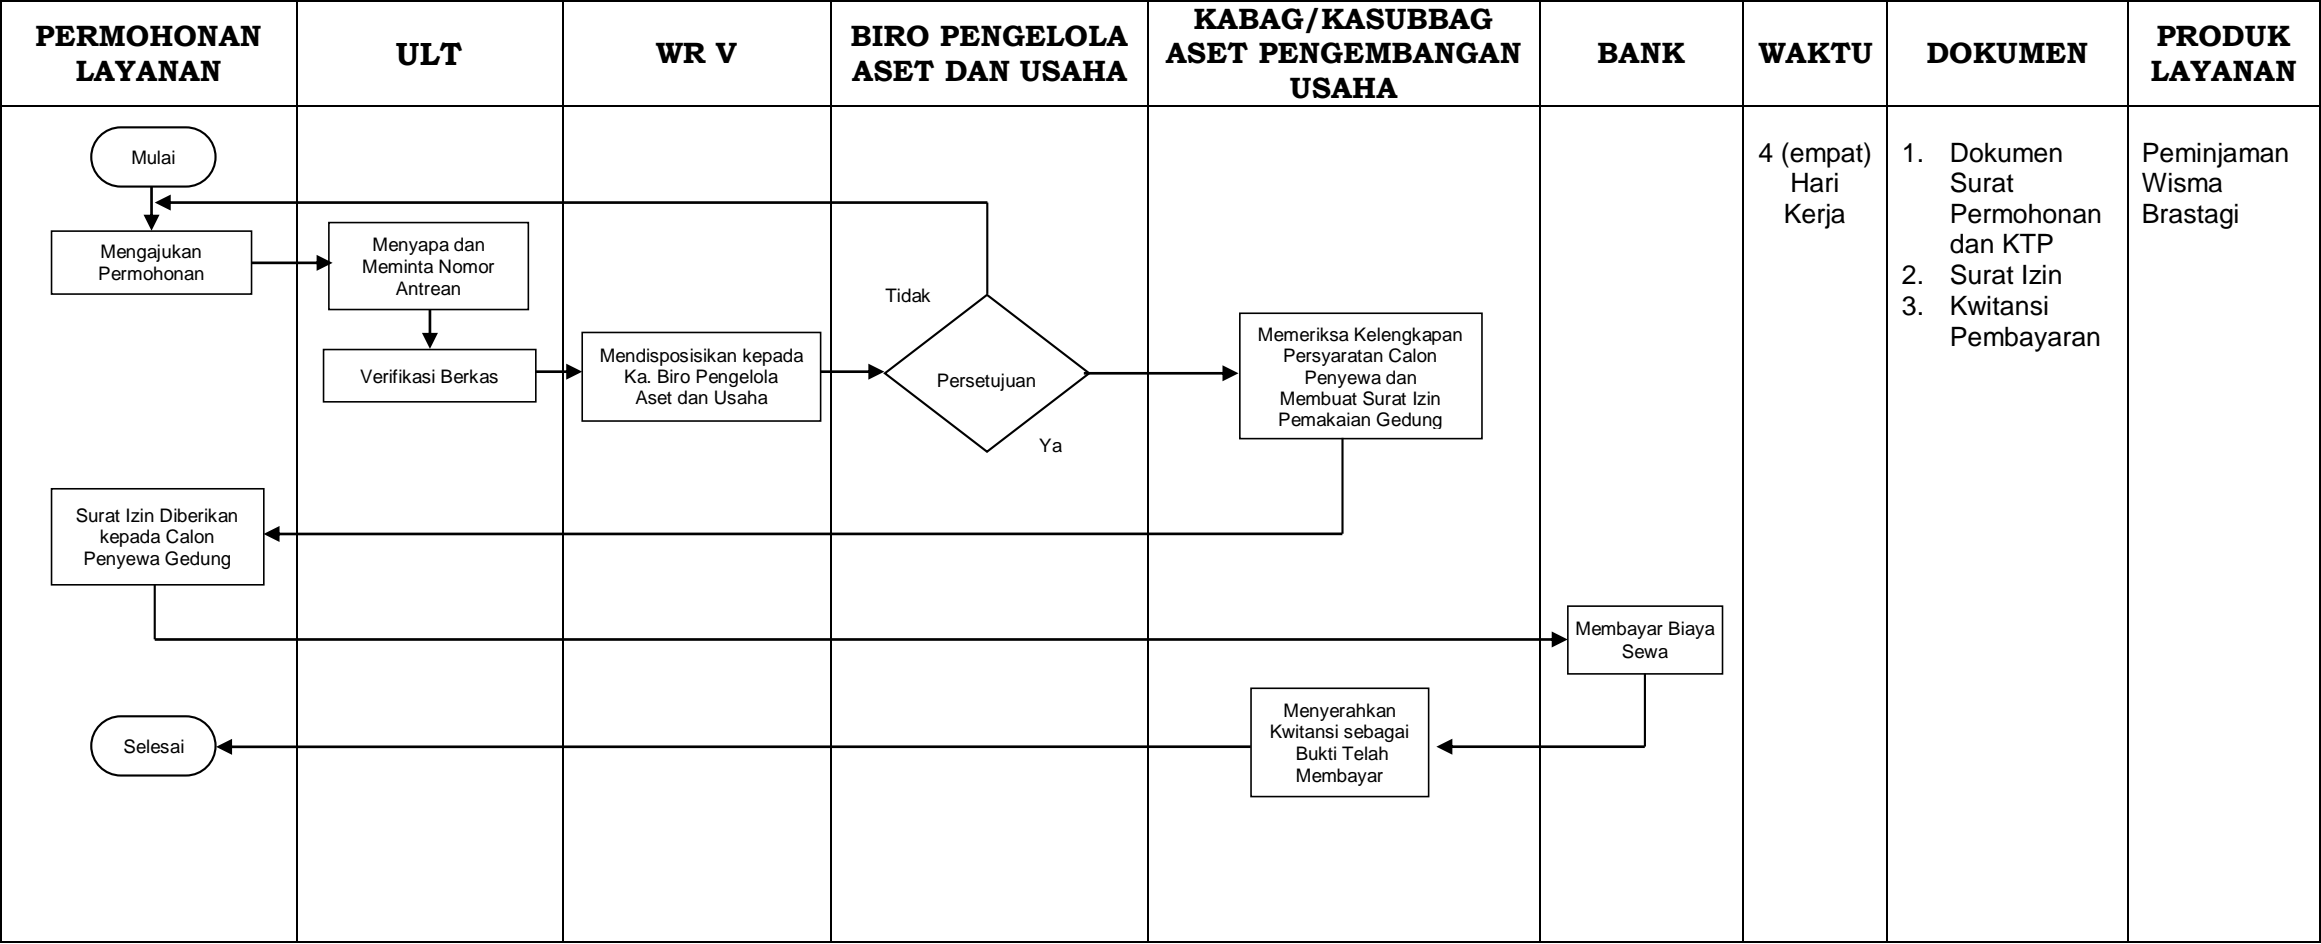 PERMOHONAN
LAYANAN
ULT
WR V
BIRO PENGELOLA
ASET DAN USAHA
KABAG/KASUBBAG
ASET PENGEMBANGAN
USAHA
BANK
WAKTU
DOKUMEN
PRODUK
LAYANAN
Mulai
Mengajukan
Permohonan
Menyapa dan
Meminta Nomor
Antrean
Verifikasi Berkas
Mendisposisikan kepada
Ka. Biro Pengelola
Aset dan Usaha
Tidak
Persetujuan
Ya
Memeriksa Kelengkapan
Persyaratan Calon
Penyewa dan
Membuat Surat Izin
Pemakaian Gedung
4 (empat)
Hari
Kerja
1. Dokumen
Surat
Permohonan
dan KTP
2. Surat Izin
3. Kwitansi
Pembayaran
Peminjaman
Wisma
Brastagi
Surat Izin Diberikan
kepada Calon
Penyewa Gedung
Membayar Biaya
Sewa
Menyerahkan
Kwitansi sebagai
Bukti Telah
Membayar
Selesai